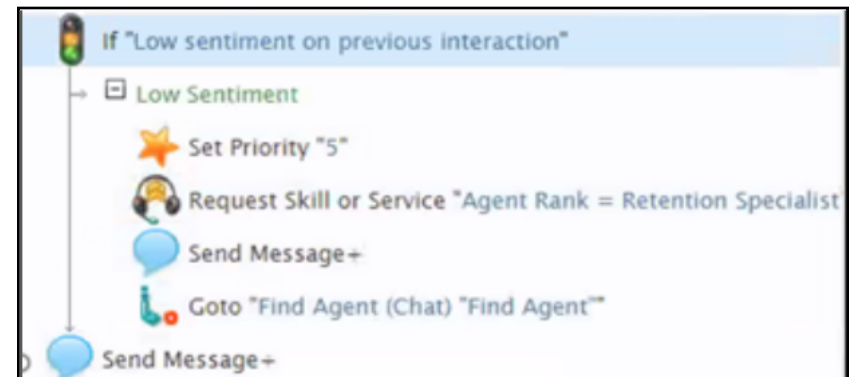 If "Low sentiment on previous interaction"
Low Sentiment
Set Priority "5"
Request Skill or Service "Agent Rank = Retention Specialist
Send Message+
Goto "Find Agent (Chat) "Find Agent""
Send Message+